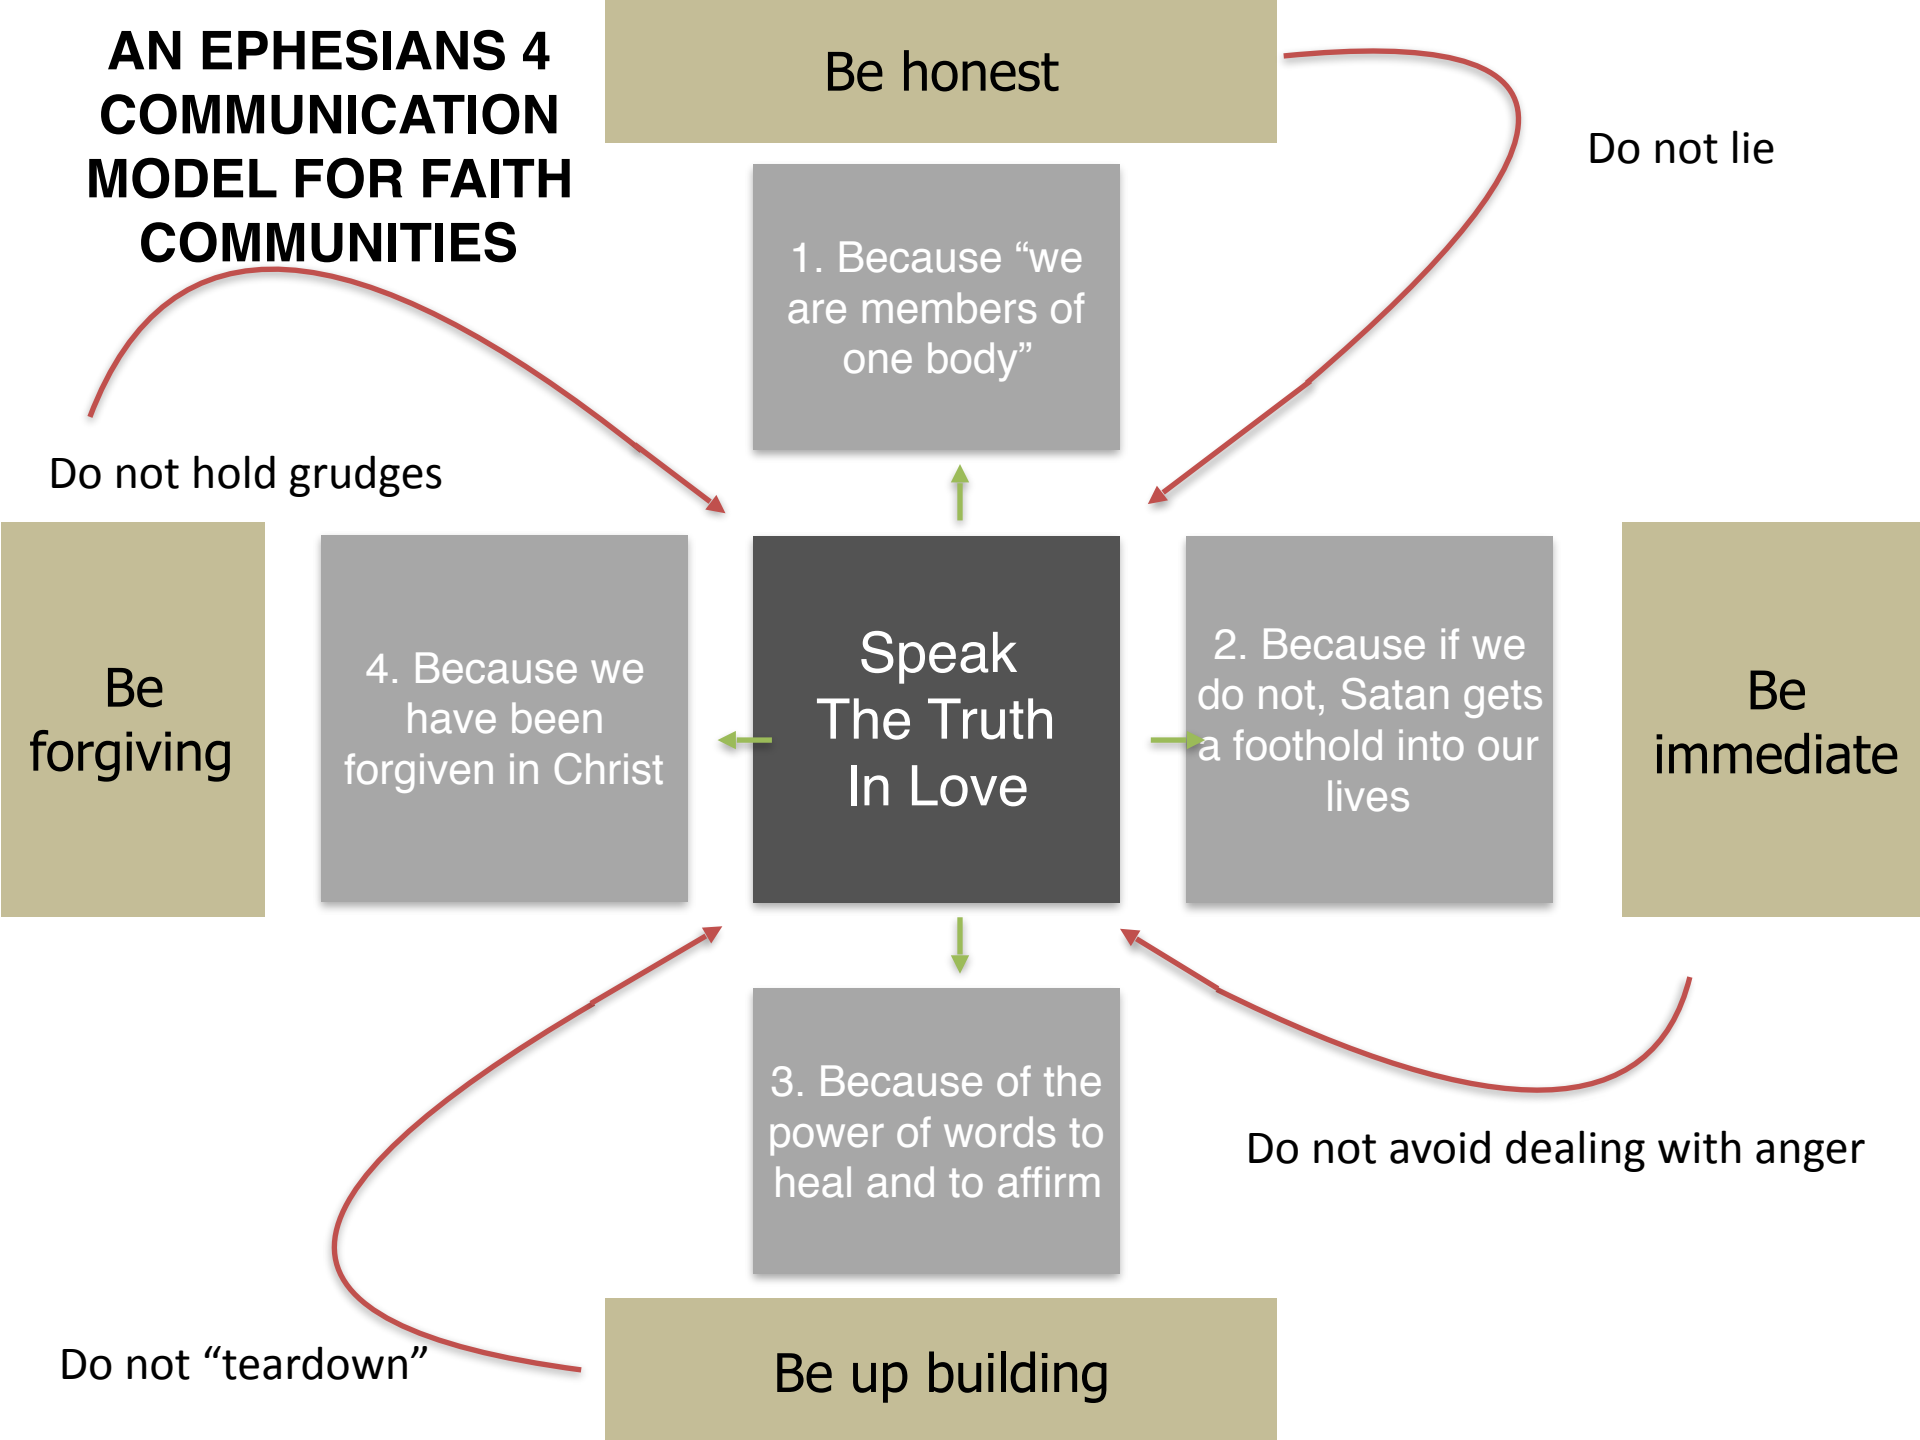 AN EPHESIANS 4
COMMUNICATION
MODEL FOR FAITH
COMMUNITIES
Be honest
Do not lie
1. Because “we
are members of
one body”
Do not hold grudges
Be
forgiving
4. Because we
have been
forgiven in Christ
Speak
The Truth
In Love
2. Because if we
do not, Satan gets
a foothold into our
lives
Be
immediate
3. Because of the
power of words to
heal and to affirm
Do not avoid dealing with anger
Do not “teardown”
Be up building